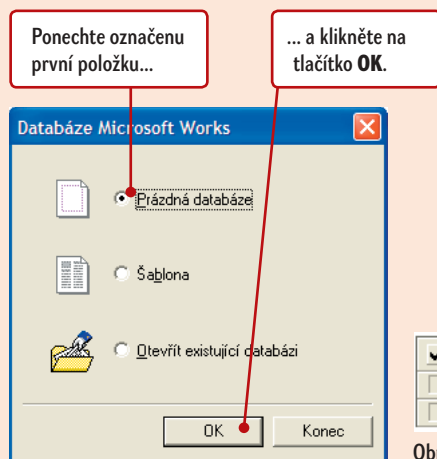 Ponechte označenu
první položku...
... a klikněte na
tlačítko OK.
Databáze Microsoft Works
Prázdná databáze
Šablona
Otevřít existující databázi
OK
Konec